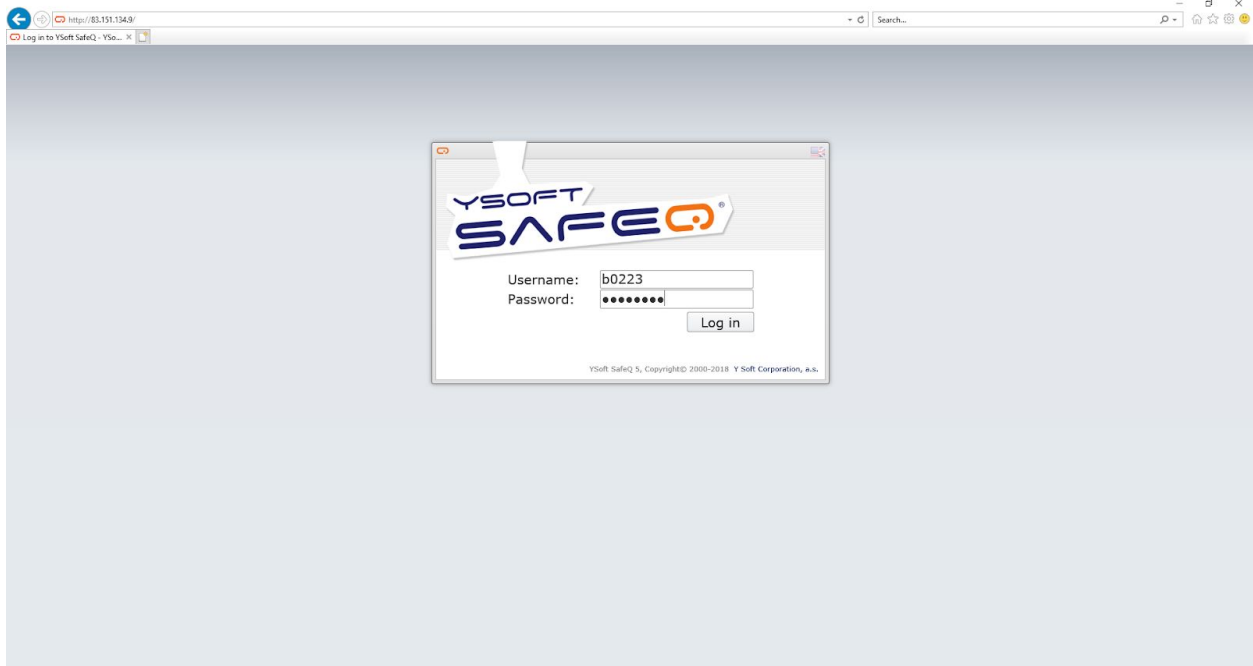 http://83.151.134.9/
Search...
Log in to YSoft SafeQ - YSo...
YSOFT
SAFEQ®
Username: b0223
Password: ••••••••
Log in
YSoft SafeQ 5, Copyright© 2000-2018 Y Soft Corporation, a.s.